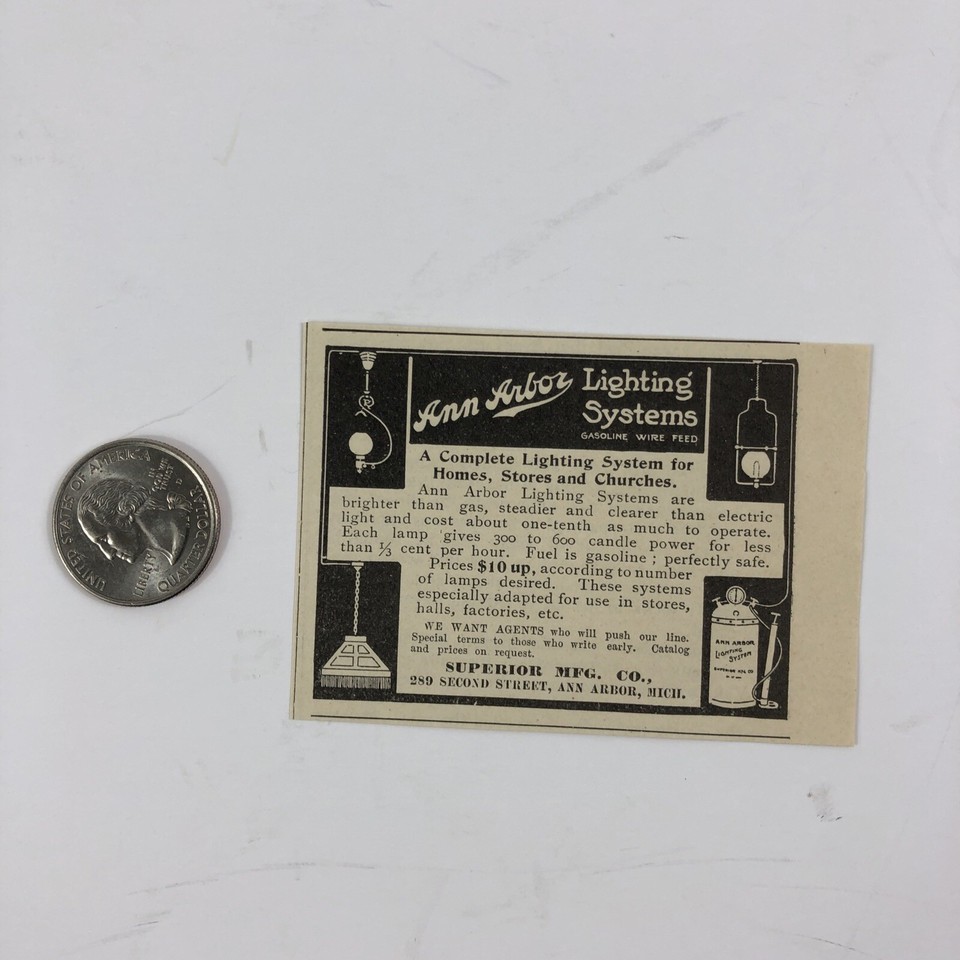 Ann Arbor Lighting
Systems
GASOLINE WIRE FEED
A Complete Lighting System for
Homes, Stores and Churches.
Ann Arbor Lighting Systems are
brighter than gas, steadier and clearer than electric
light and cost about one-tenth as much to operate.
Each lamp gives 300 to 600 candle power for less
than ⅓ cent per hour. Fuel is gasoline; perfectly safe.
Prices $10 up, according to number
of lamps desired. These systems
especially adapted for use in stores,
halls, factories, etc.
WE WANT AGENTS who will push our line.
Special terms to those who write early. Catalog
and prices on request.
SUPERIOR MFG. CO.,
289 SECOND STREET, ANN ARBOR, MICH.
ANN ARBOR
LIGHTING
SYSTEM
UNITED STATES OF AMERICA
LIBERTY
IN
GOD WE
TRUST
D
QUARTER DOLLAR